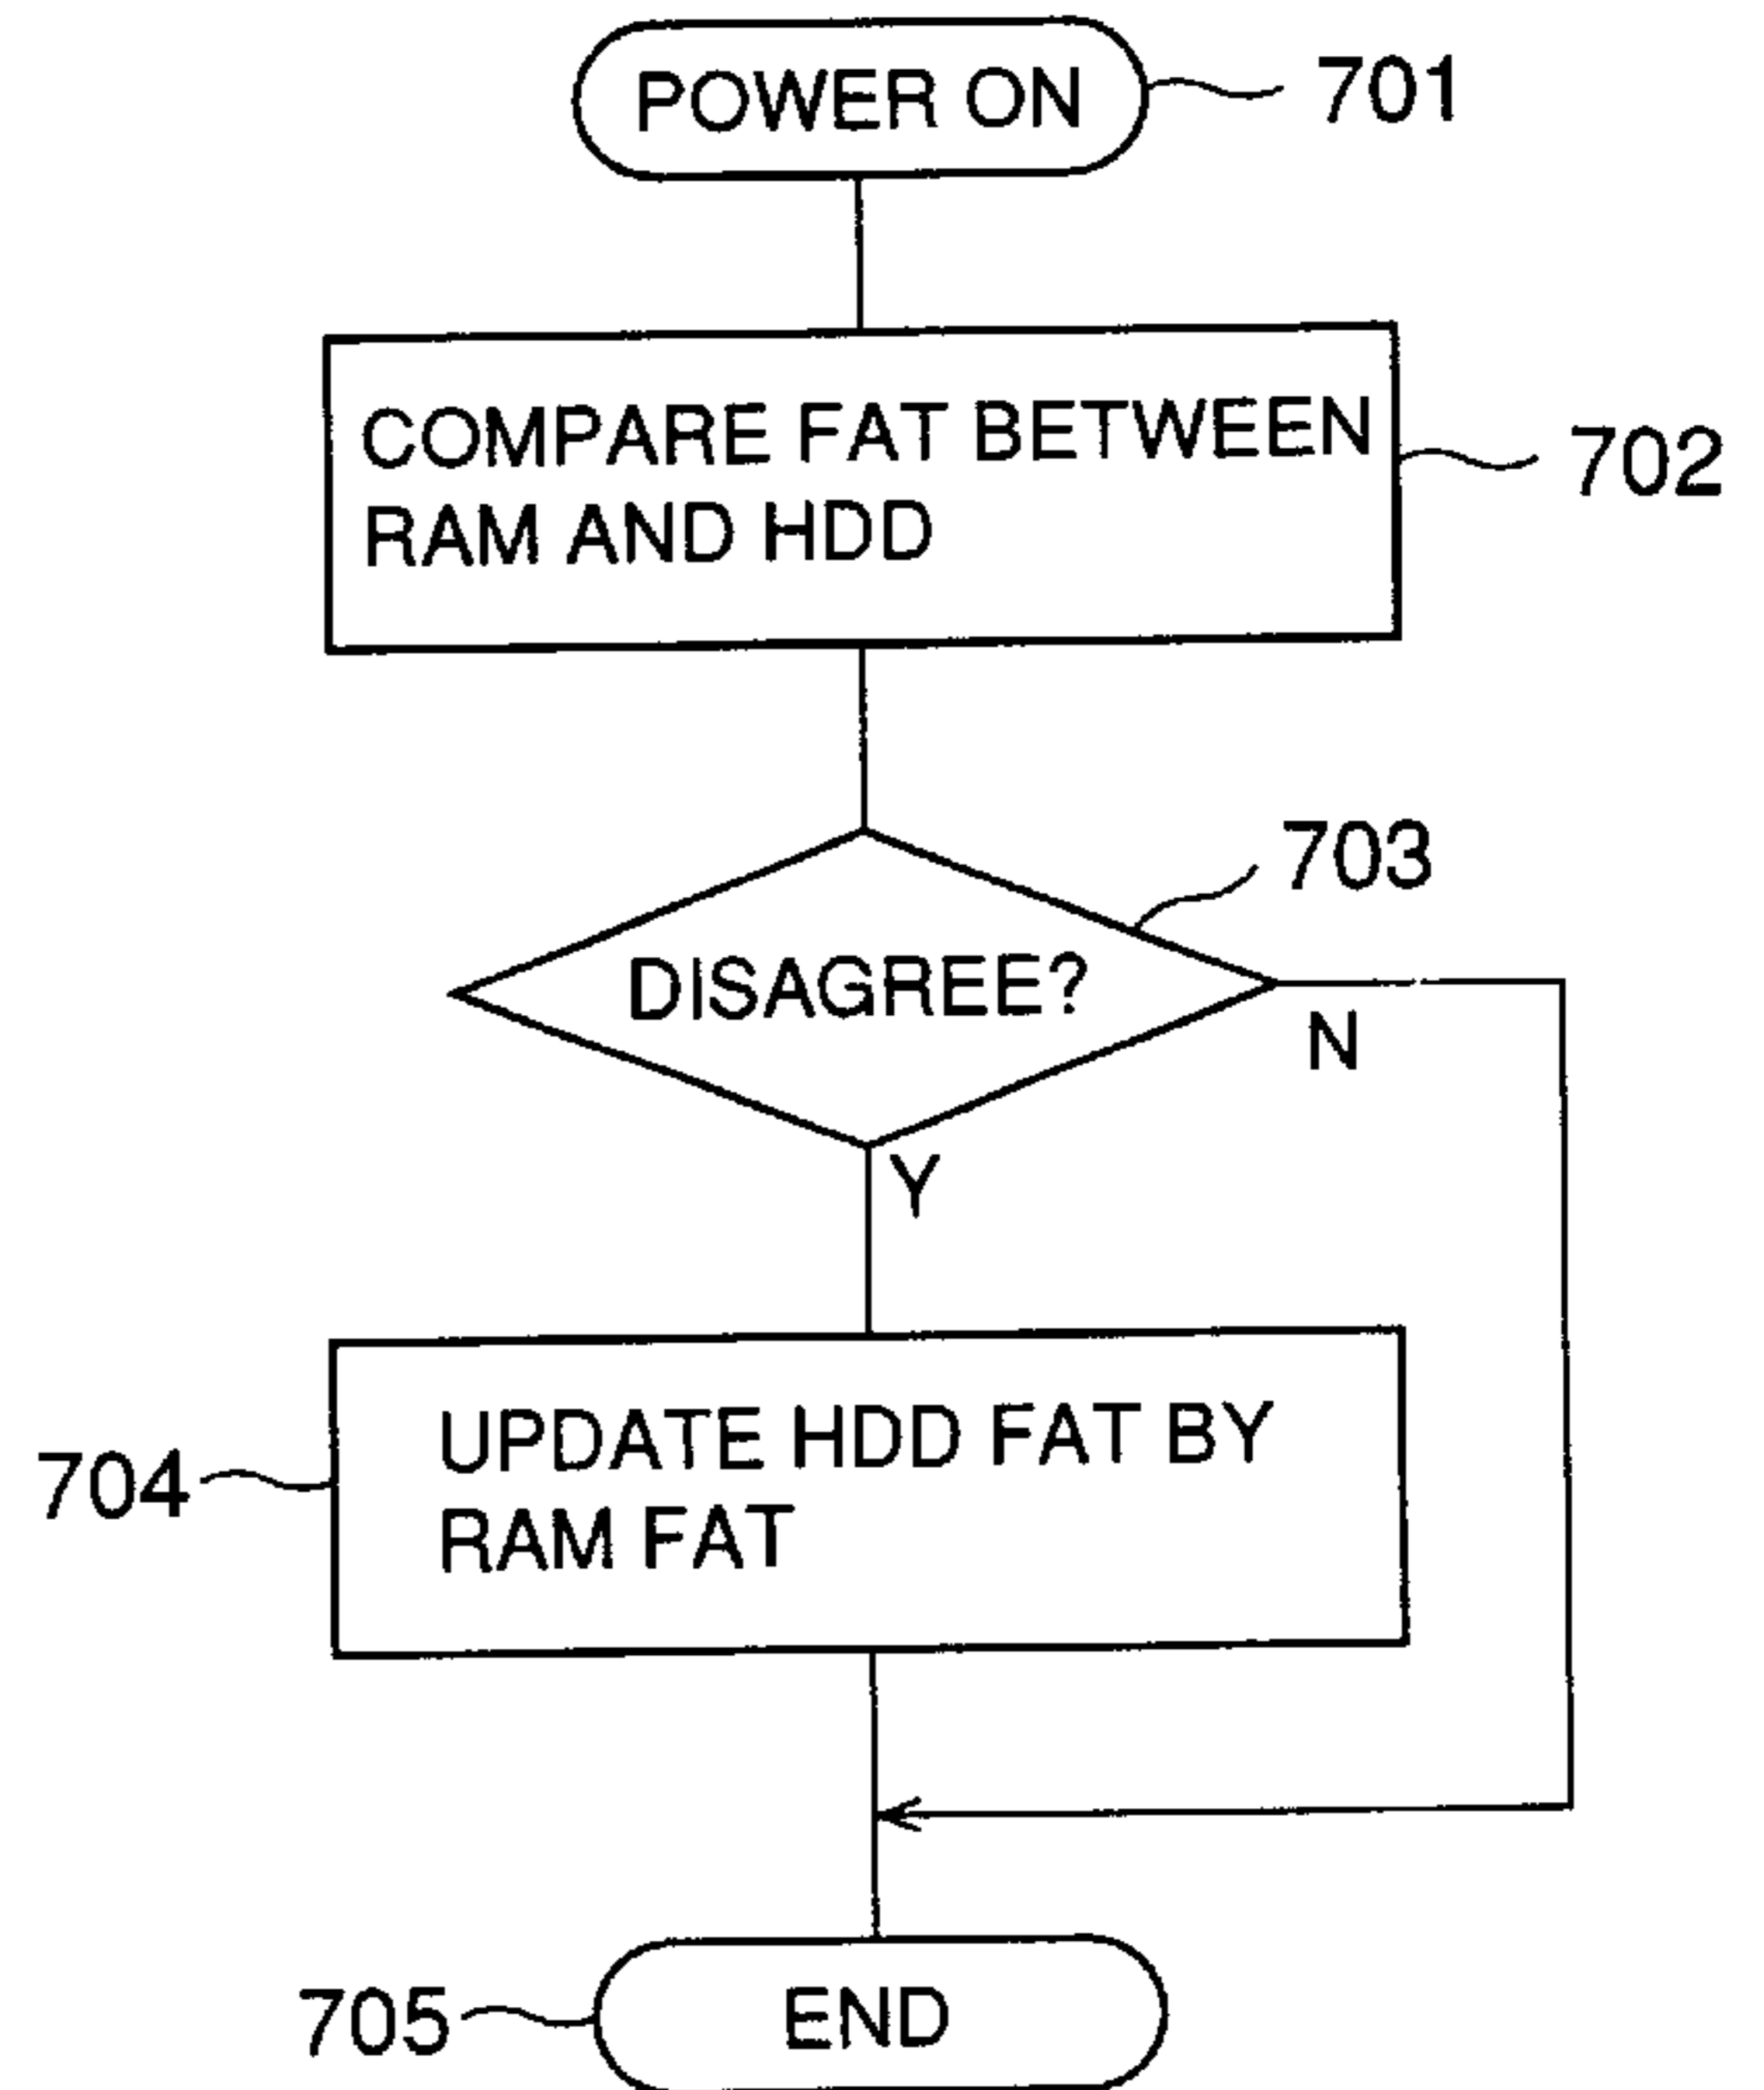 POWER ON
701
COMPARE FAT BETWEEN
RAM AND HDD
702
703
DISAGREE?
N
Y
704
UPDATE HDD FAT BY
RAM FAT
705
END